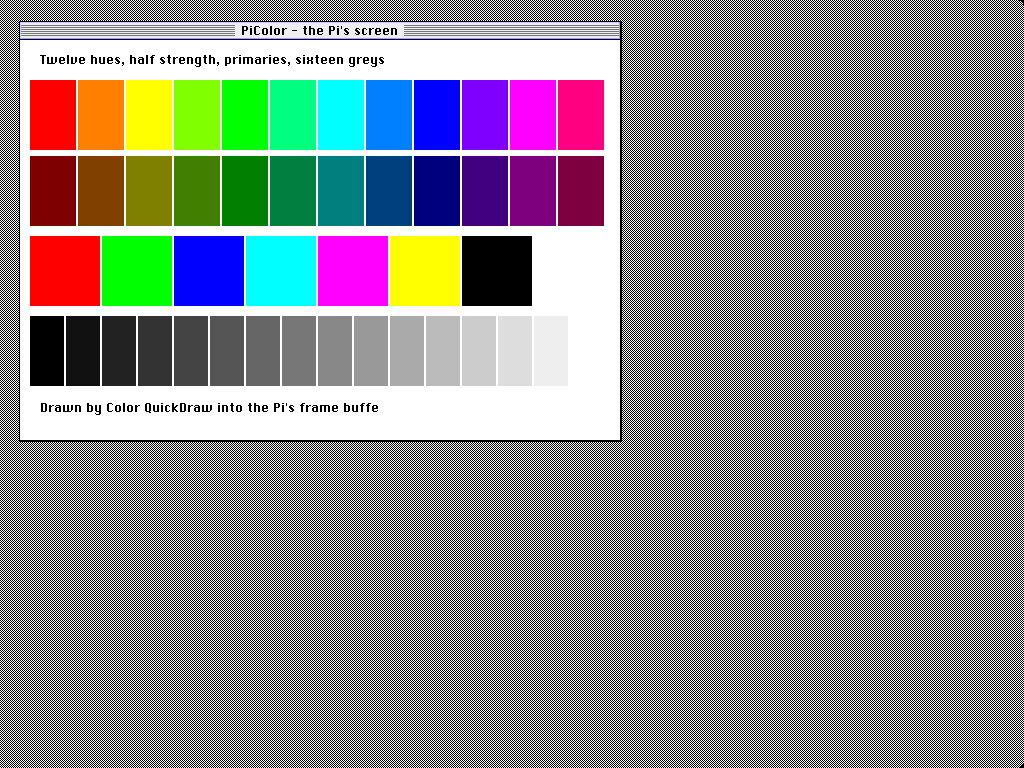 PiColor - the Pi's screen
Twelve hues, half strength, primaries, sixteen greys
Drawn by Color QuickDraw into the Pi's frame buffe